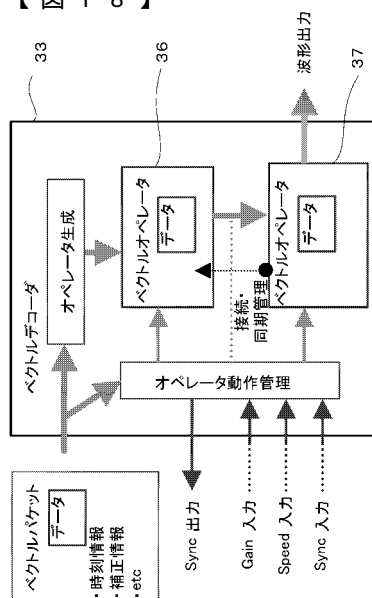 【図18】
33
ベクトルデコーダ
オペレータ生成
36
ベクトルオペレータ
データ
接続・
同期管理
37
ベクトルオペレータ
データ
波形出力
オペレータ動作管理
ベクトルパケット
データ
・時刻情報
・補正情報
・etc
Sync 出力
Gain 入力
Speed 入力
Sync 入力